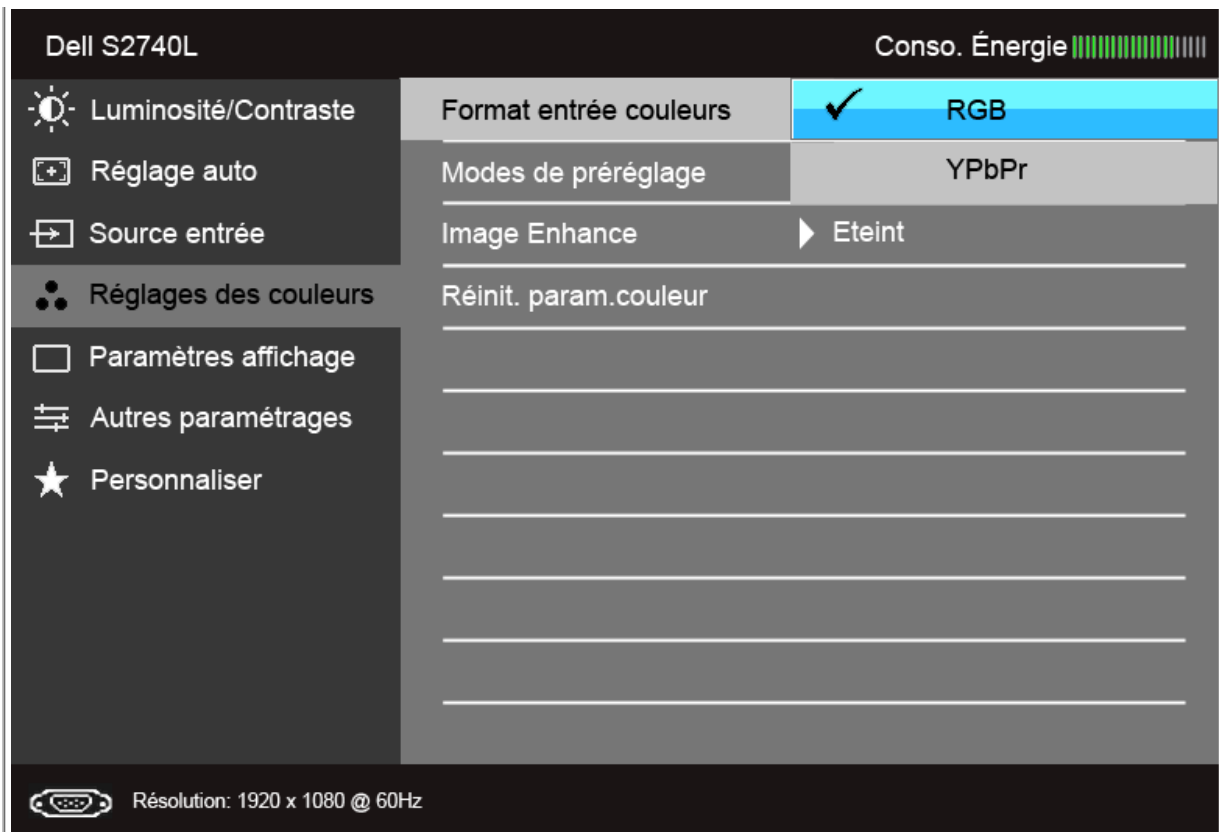 Dell S2740L Conso. Énergie
Luminosité/Contraste Format entrée couleurs RGB
Réglage auto Modes de préréglage YPbPr
Source entrée Image Enhance Eteint
Réglages des couleurs Réinit. param.couleur
Paramètres affichage
Autres paramétrages
Personnaliser
Résolution: 1920 x 1080 @ 60Hz